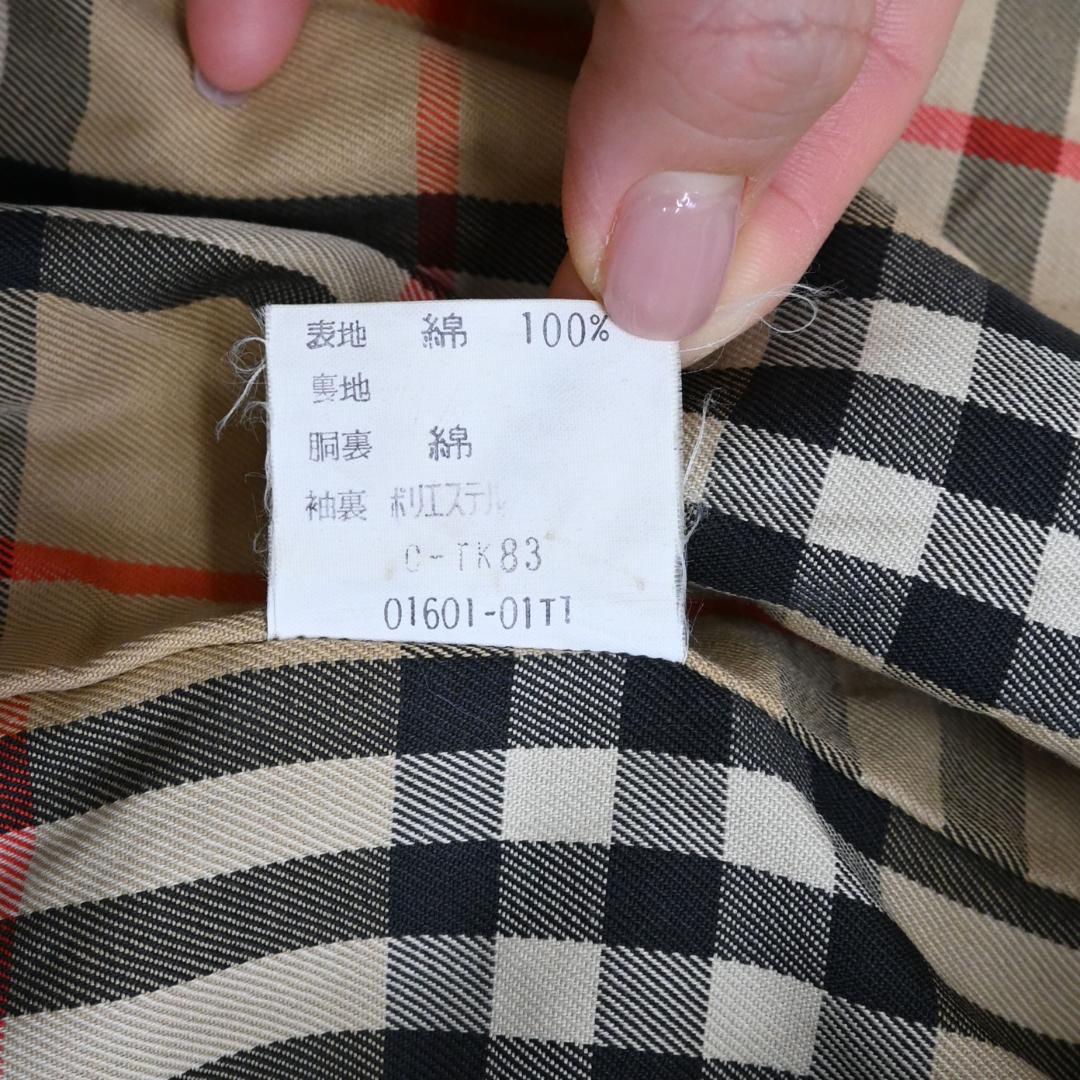 表地 綿 100%
裏地
胴裏 綿
袖裏 ポリエステル
C-TK83
01601-01TT